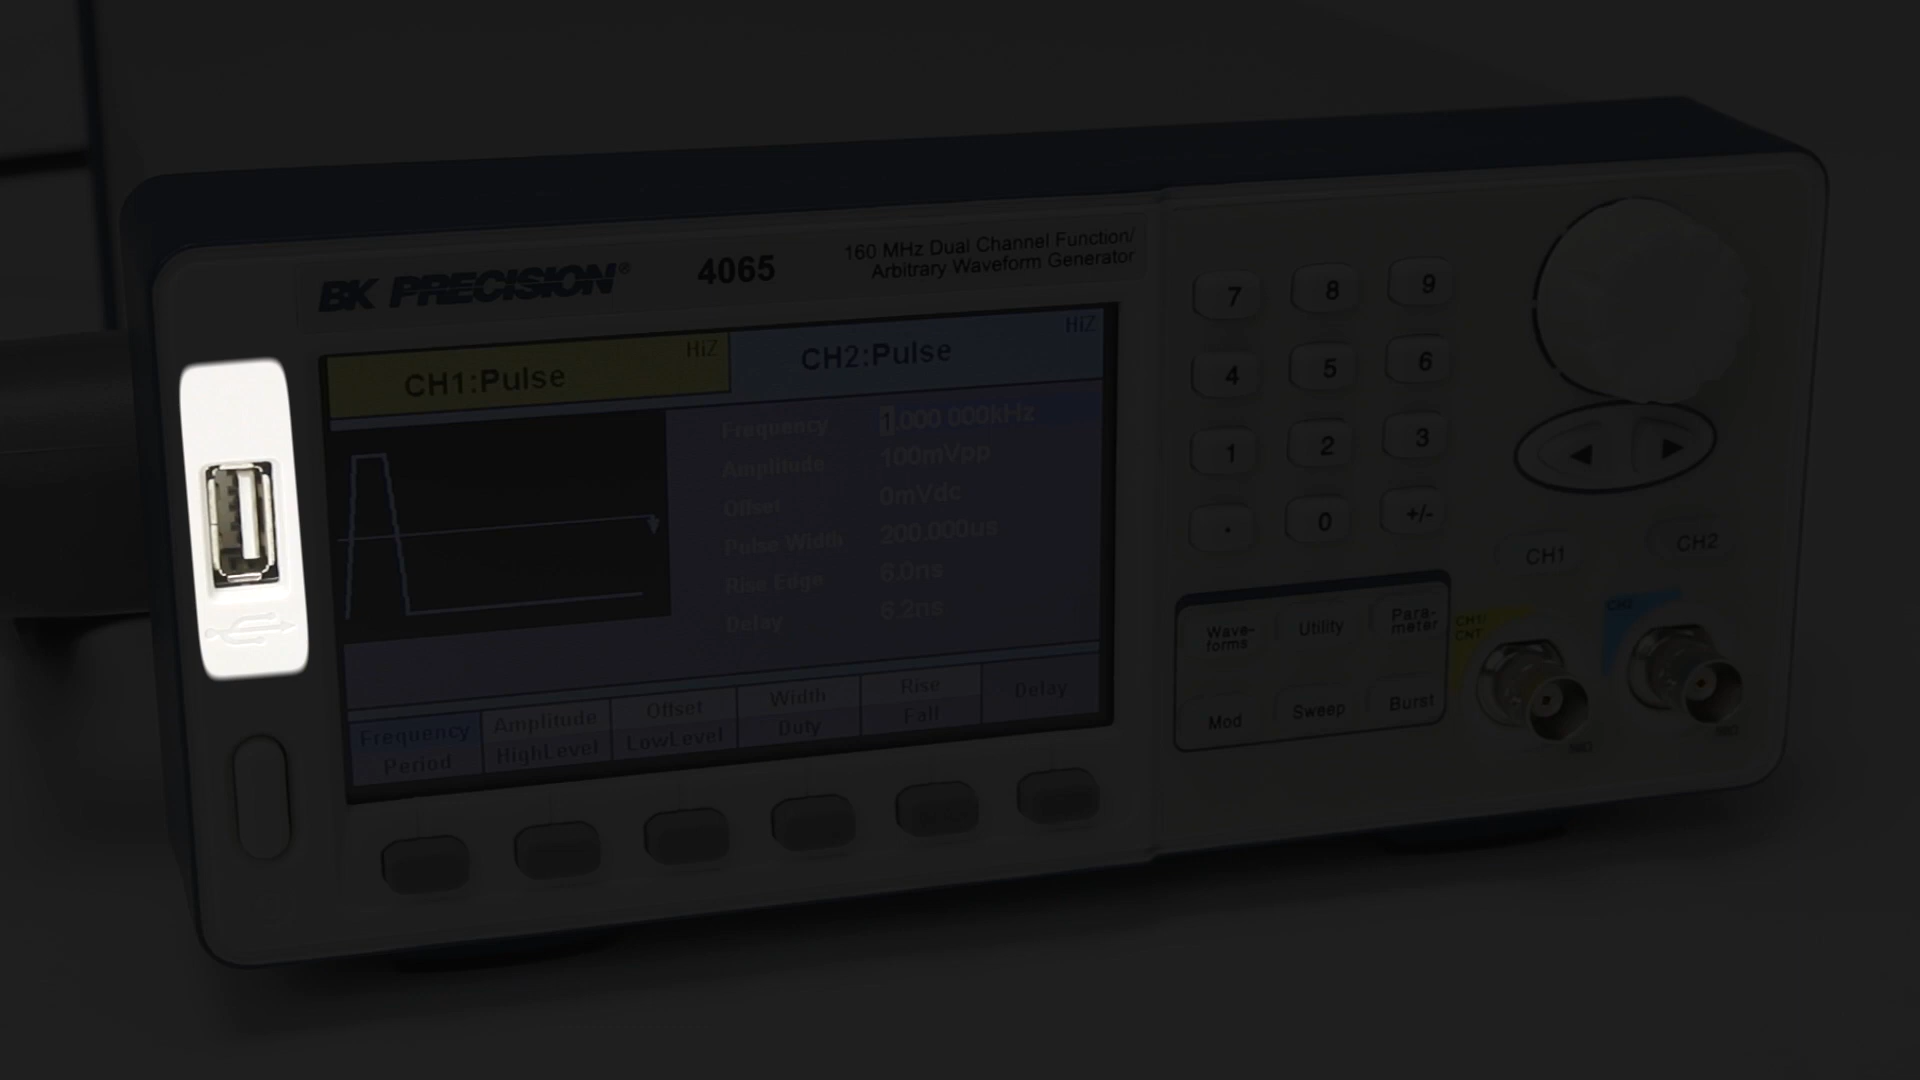 BK PRECISION®
4065
160 MHz Dual Channel Function/
Arbitrary Waveform Generator
CH1:Pulse
HiZ
CH2:Pulse
HiZ
Frequency 1.000 000kHz
Amplitude 100mVpp
Offset 0mVdc
Pulse Width 200.000us
Rise Edge 6.0ns
Delay 6.2ns
Frequency
Period
Amplitude
HighLevel
Offset
LowLevel
Width
Duty
Rise
Fall
Delay
7 8 9
4 5 6
1 2 3
. 0 +/-
CH1 CH2
Wave-
forms
Utility
Para-
meter
Mod Sweep Burst
CH1/
CNT
CH2